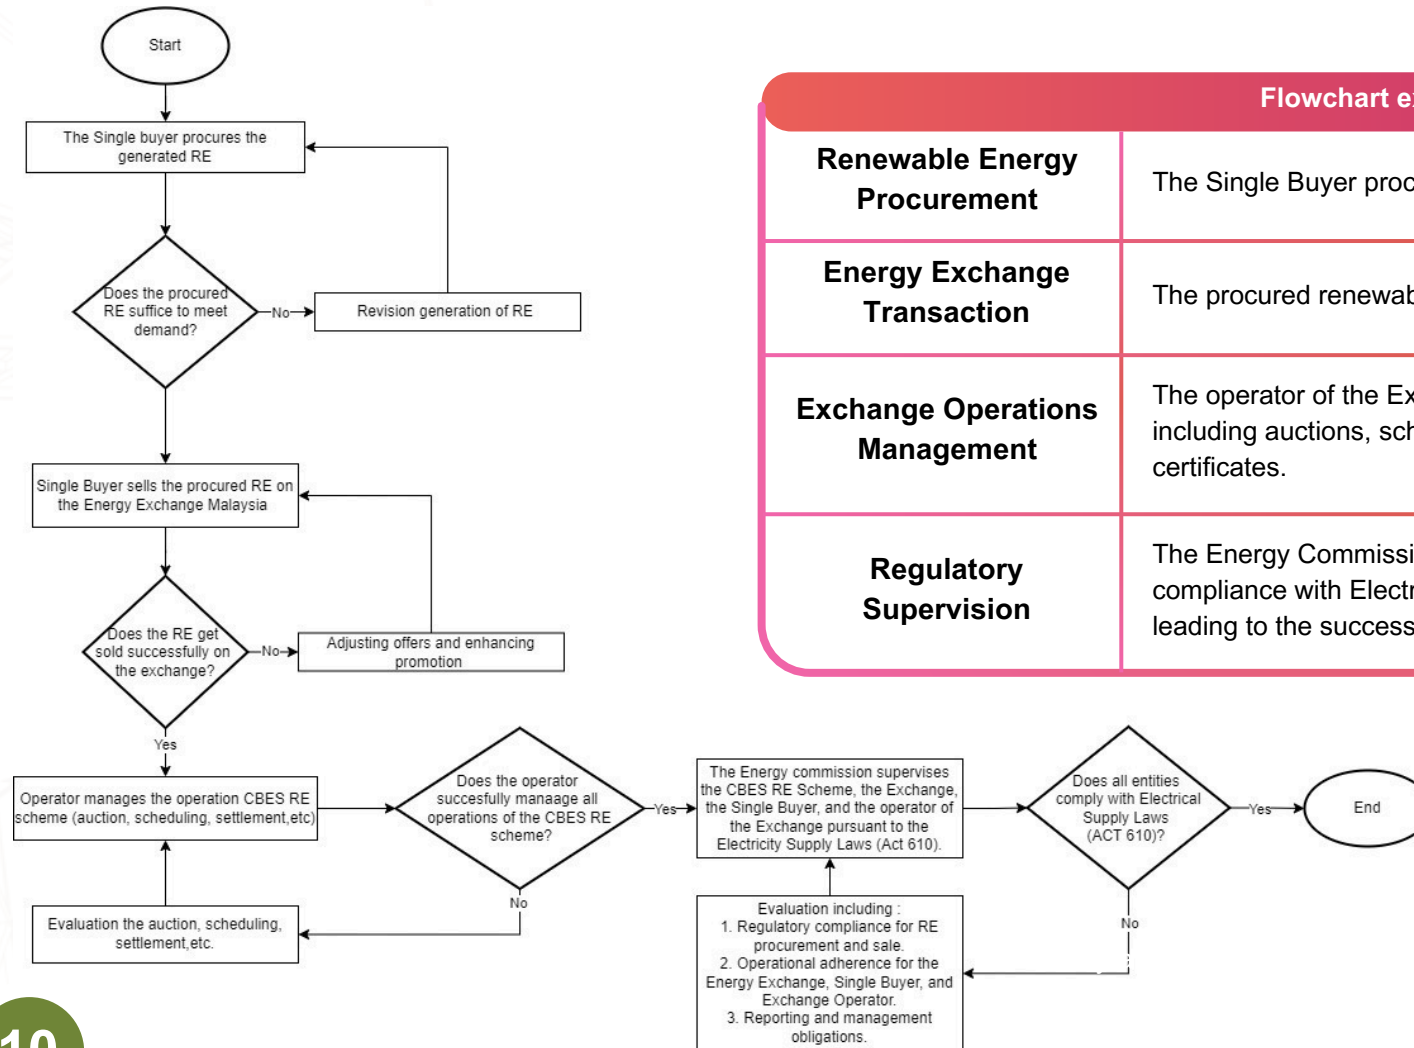 Start
The Single buyer procures the
generated RE
Does the procured
RE suffice to meet
demand?
No
Revision generation of RE
Single Buyer sells the procured RE on
the Energy Exchange Malaysia
Does the RE get
sold successfully on
the exchange?
No
Adjusting offers and enhancing
promotion
Yes
Operator manages the operation CBES RE
scheme (auction, scheduling, settlement,etc)
Does the operator
succesfully manaage all
operations of the CBES RE
scheme?
Yes
No
Evaluation the auction, scheduling,
settlement,etc.
The Energy commission supervises
the CBES RE Scheme, the Exchange,
the Single Buyer, and the operator of
the Exchange pursuant to the
Electricity Supply Laws (Act 610).
Does all entities
comply with Electrical
Supply Laws
(ACT 610)?
Yes
End
No
Evaluation including :
1. Regulatory compliance for RE
procurement and sale.
2. Operational adherence for the
Energy Exchange, Single Buyer, and
Exchange Operator.
3. Reporting and management
obligations.
Flowchart
Renewable Energy
Procurement
The Single Buyer
Energy Exchange
Transaction
The procured
Exchange Operations
Management
The operator of the
including auctions,
certificates.
Regulatory
Supervision
The Energy
compliance with
leading to the
10